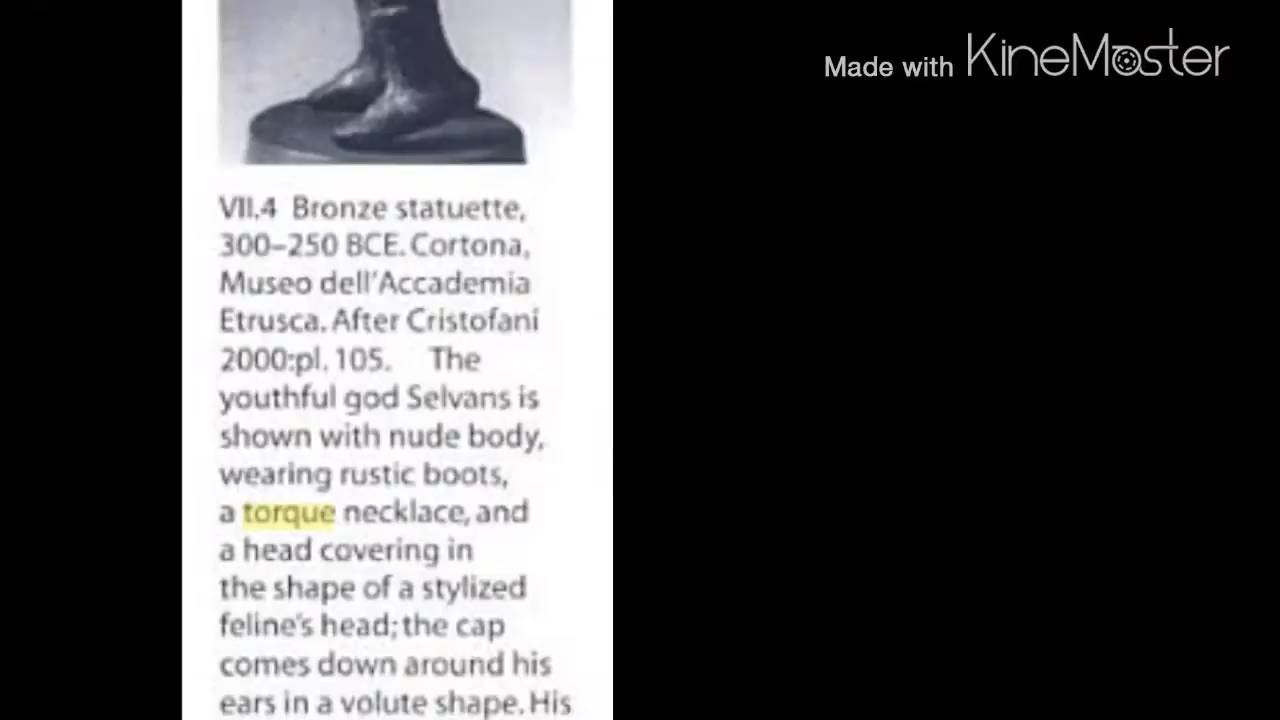 Made with KineMaster
VII.4 Bronze statuette,
300–250 BCE. Cortona,
Museo dell'Accademia
Etrusca. After Cristofani
2000:pl. 105. The
youthful god Selvans is
shown with nude body,
wearing rustic boots,
a torque necklace, and
a head covering in
the shape of a stylized
feline's head; the cap
comes down around his
ears in a volute shape. His